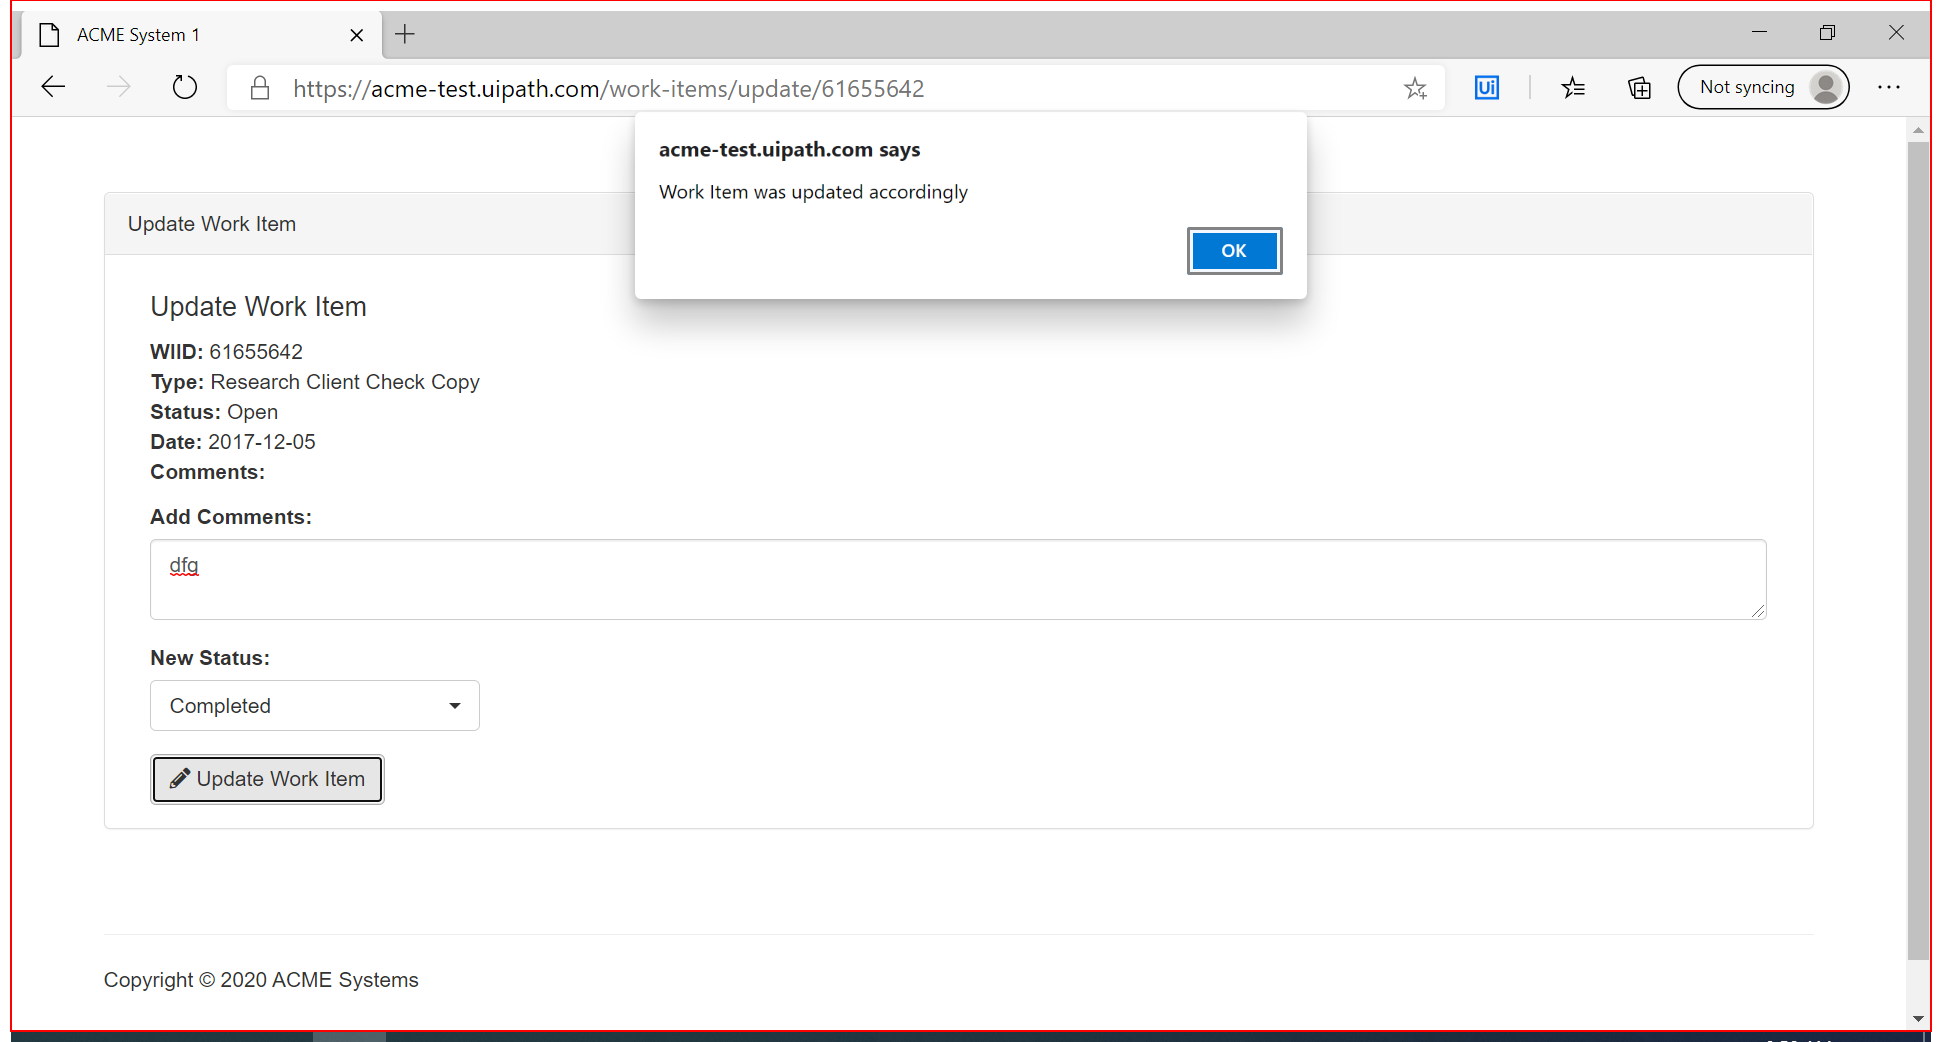 ACME System 1
https://acme-test.uipath.com/work-items/update/61655642
Ui
Not syncing
acme-test.uipath.com says
Work Item was updated accordingly
OK
Update Work Item
Update Work Item
WIID: 61655642
Type: Research Client Check Copy
Status: Open
Date: 2017-12-05
Comments:
Add Comments:
dfg
New Status:
Completed
Update Work Item
Copyright © 2020 ACME Systems